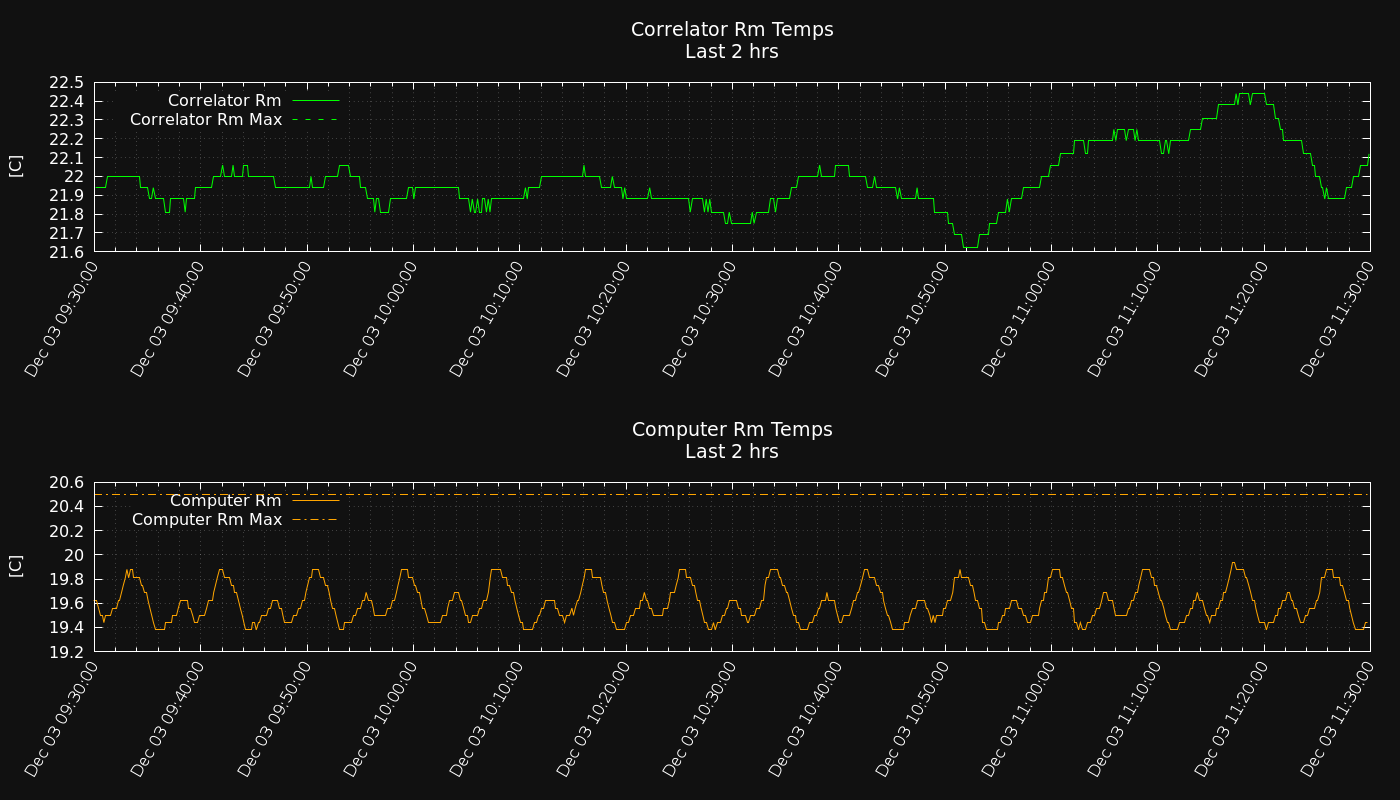 Correlator Rm Temps
Last 2 hrs
22.5
22.4
22.3
22.2
22.1
22
21.9
21.8
21.7
21.6
[C]
Correlator Rm
Correlator Rm Max
Dec 03 09:30:00
Dec 03 09:40:00
Dec 03 09:50:00
Dec 03 10:00:00
Dec 03 10:10:00
Dec 03 10:20:00
Dec 03 10:30:00
Dec 03 10:40:00
Dec 03 10:50:00
Dec 03 11:00:00
Dec 03 11:10:00
Dec 03 11:20:00
Dec 03 11:30:00
Computer Rm Temps
Last 2 hrs
20.6
20.4
20.2
20
19.8
19.6
19.4
19.2
[C]
Computer Rm
Computer Rm Max
Dec 03 09:30:00
Dec 03 09:40:00
Dec 03 09:50:00
Dec 03 10:00:00
Dec 03 10:10:00
Dec 03 10:20:00
Dec 03 10:30:00
Dec 03 10:40:00
Dec 03 10:50:00
Dec 03 11:00:00
Dec 03 11:10:00
Dec 03 11:20:00
Dec 03 11:30:00